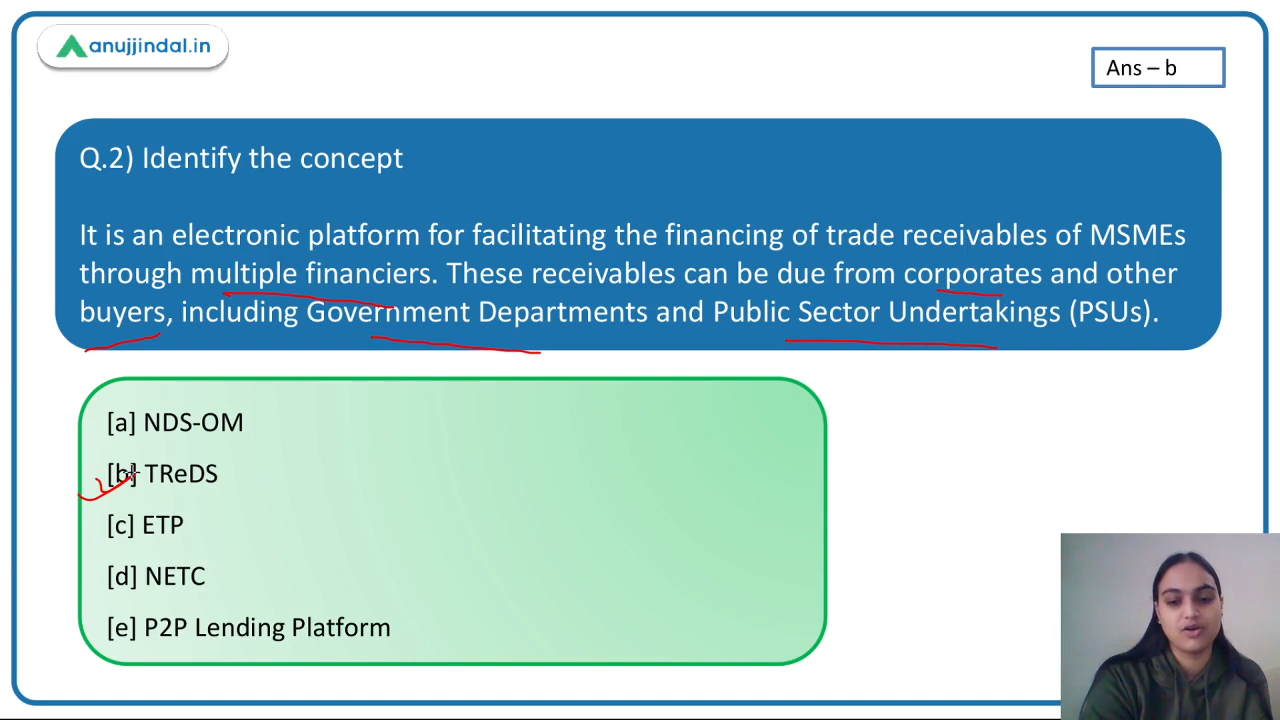 anujjindal.in
Ans – b
Q.2) Identify the concept
It is an electronic platform for facilitating the financing of trade receivables of MSMEs
through multiple financiers. These receivables can be due from corporates and other
buyers, including Government Departments and Public Sector Undertakings (PSUs).
[a] NDS-OM
[b] TReDS
[c] ETP
[d] NETC
[e] P2P Lending Platform